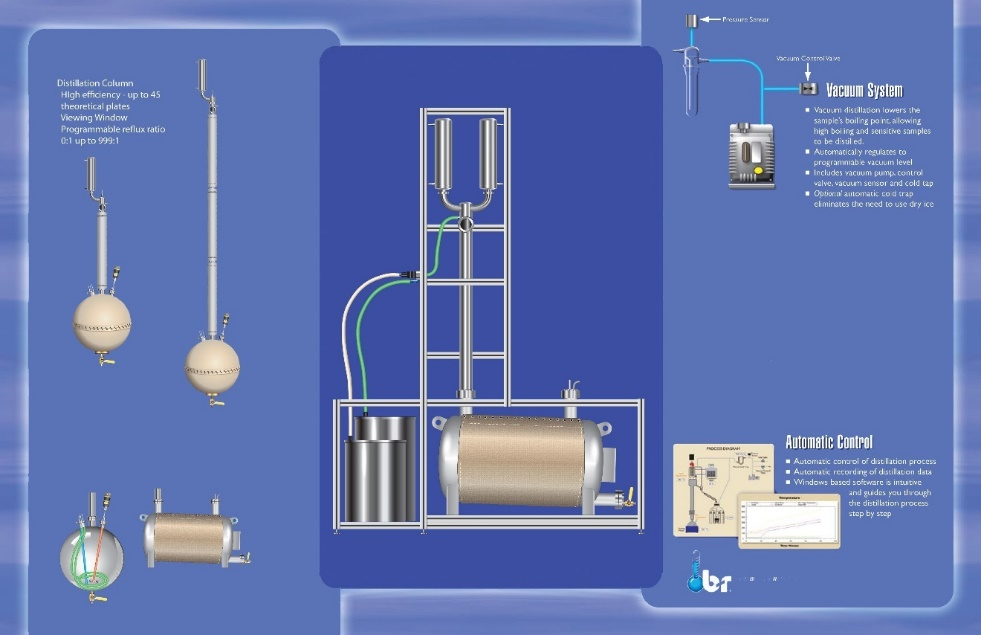 Distillation Column
High efficiency - up to 45
theoretical plates
Viewing Window
Programmable reflux ratio
0:1 up to 999:1
Pressure Sensor
Vacuum Control Valve
Vacuum System
■ Vacuum distillation lowers the
sample's boiling point, allowing
high boiling and sensitive samples
to be distilled.
■ Automatically regulates to
programmable vacuum level
■ Includes vacuum pump, control
valve, vacuum sensor and cold tap
■ Optional automatic cold trap
eliminates the need to use dry ice
Automatic Control
■ Automatic control of distillation process
■ Automatic recording of distillation data
■ Windows based software is intuitive
and guides you through
the distillation process
step by step
PROCESS DIAGRAM
br